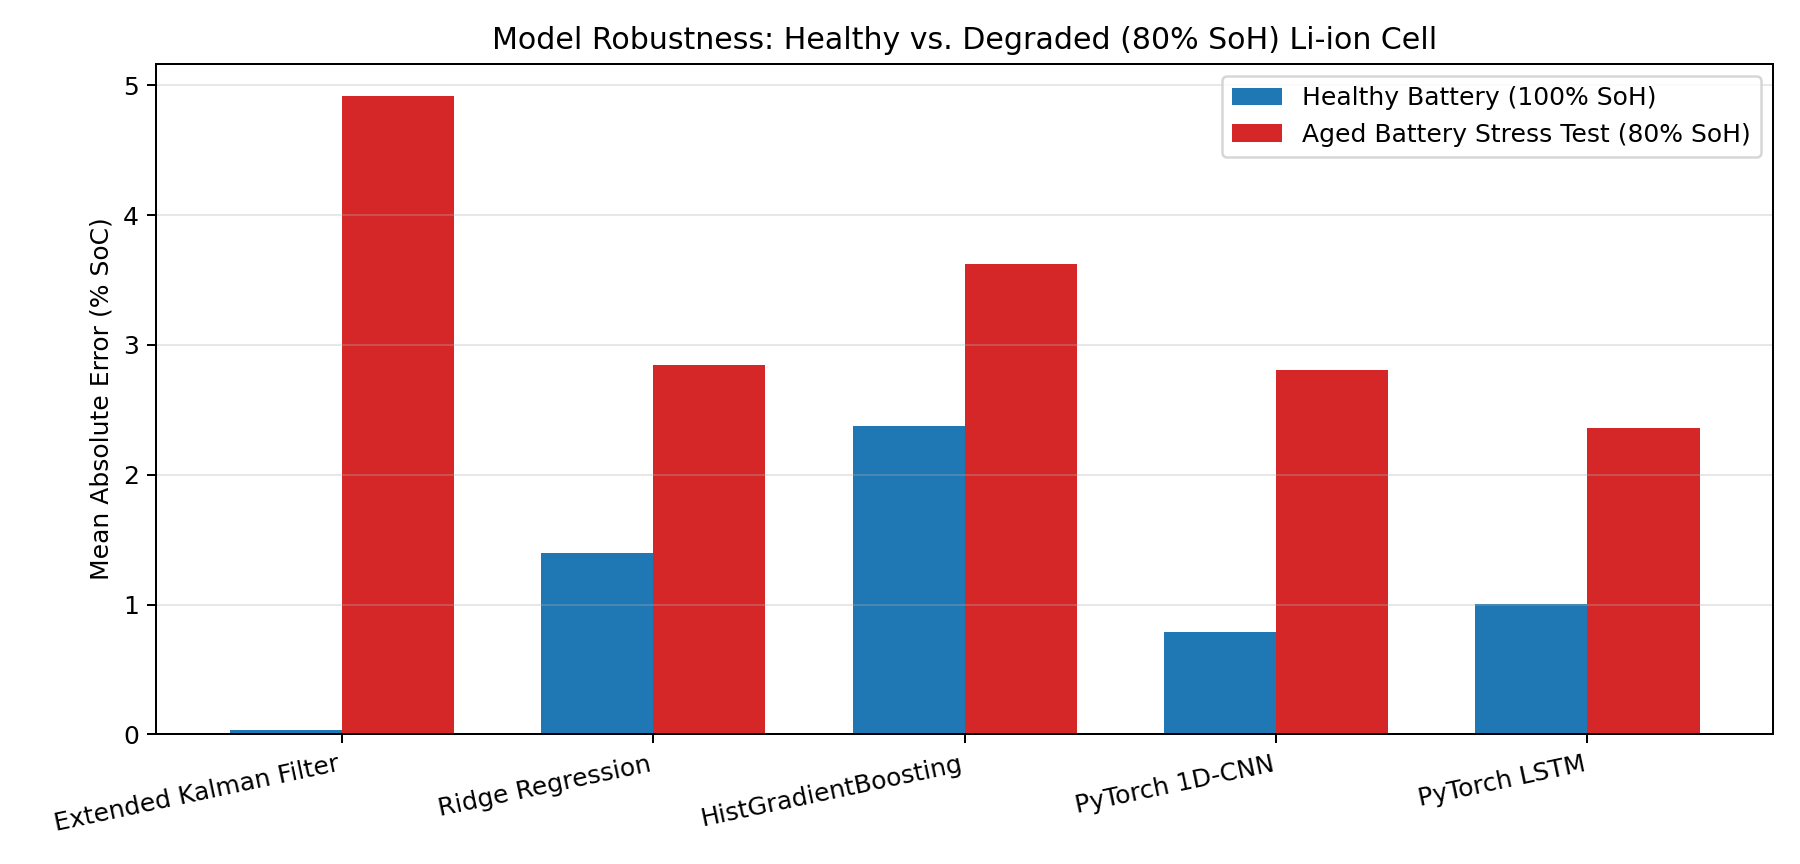 Model Robustness: Healthy vs. Degraded (80% SoH) Li-ion Cell
Healthy Battery (100% SoH)
Aged Battery Stress Test (80% SoH)
Mean Absolute Error (% SoC)
5
4
3
2
1
0
Extended Kalman Filter
Ridge Regression
HistGradientBoosting
PyTorch 1D-CNN
PyTorch LSTM